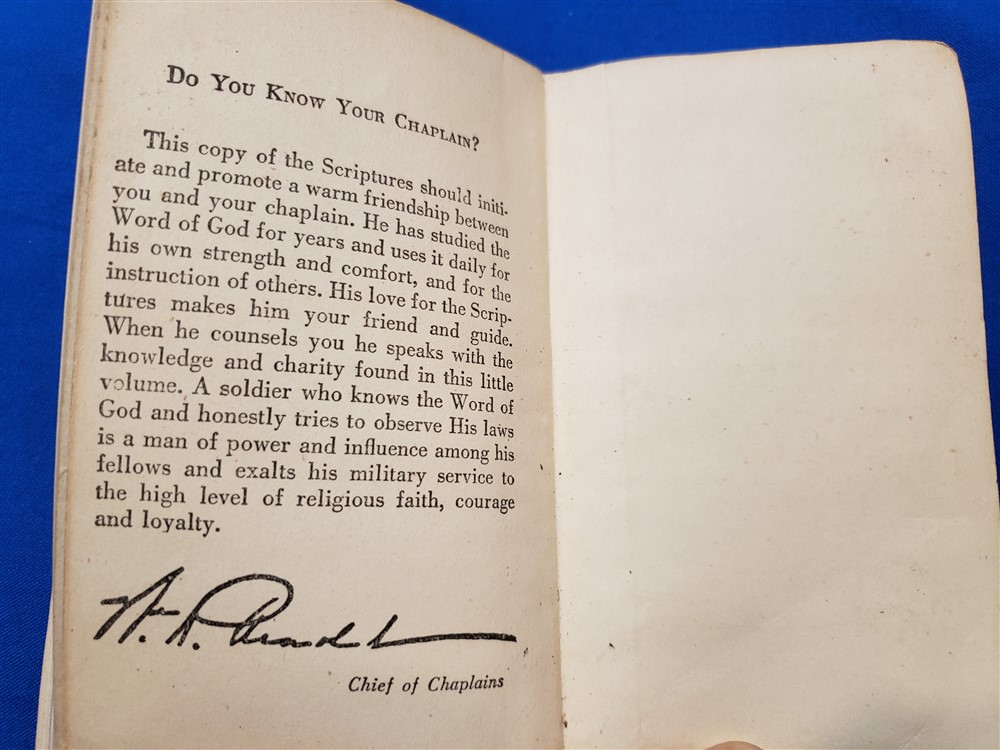 Do You Know Your Chaplain?
This copy of the Scriptures should initi-
ate and promote a warm friendship between
you and your chaplain. He has studied the
Word of God for years and uses it daily for
his own strength and comfort, and for the
instruction of others. His love for the Scrip-
tures makes him your friend and guide.
When he counsels you he speaks with the
knowledge and charity found in this little
volume. A soldier who knows the Word of
God and honestly tries to observe His laws
is a man of power and influence among his
fellows and exalts his military service to
the high level of religious faith, courage
and loyalty.
Chief of Chaplains